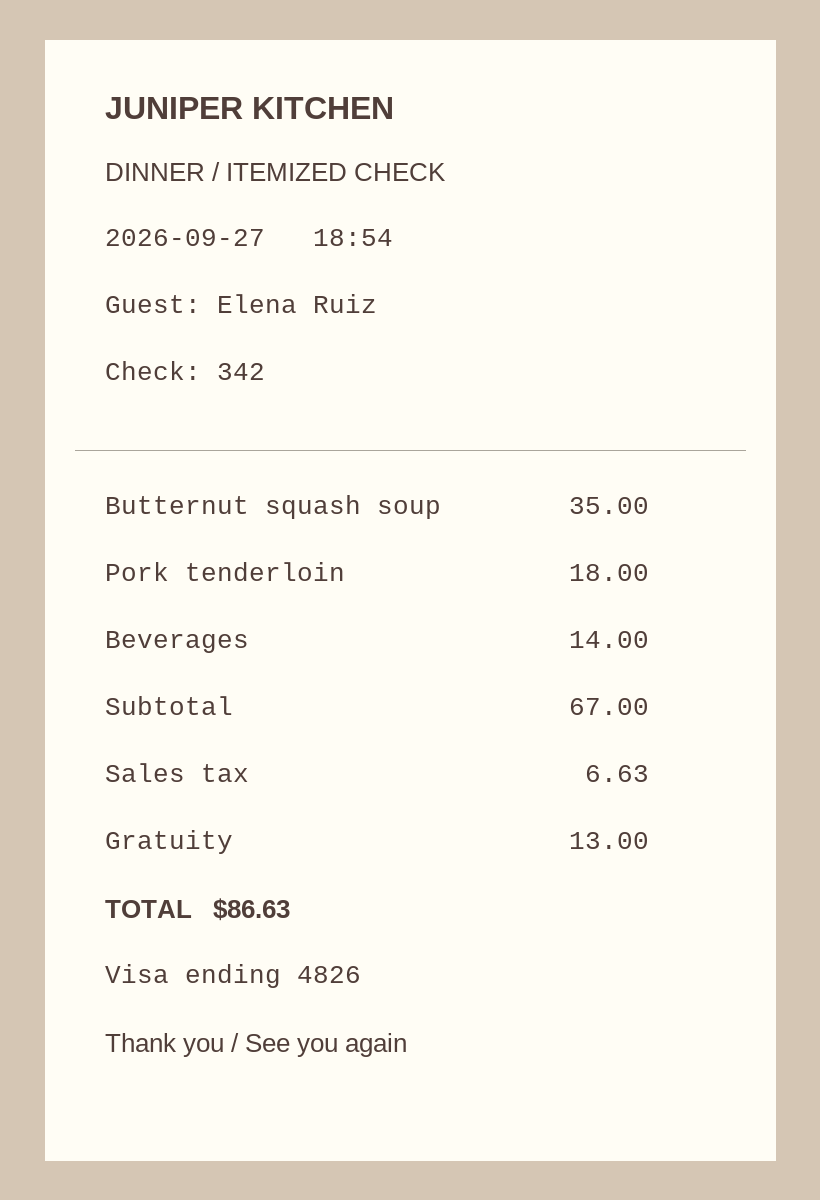 JUNIPER KITCHEN
DINNER / ITEMIZED CHECK
2026-09-27   18:54
Guest: Elena Ruiz
Check: 342
Butternut squash soup        35.00
Pork tenderloin              18.00
Beverages                    14.00
Subtotal                     67.00
Sales tax                     6.63
Gratuity                     13.00
TOTAL   $86.63
Visa ending 4826
Thank you / See you again